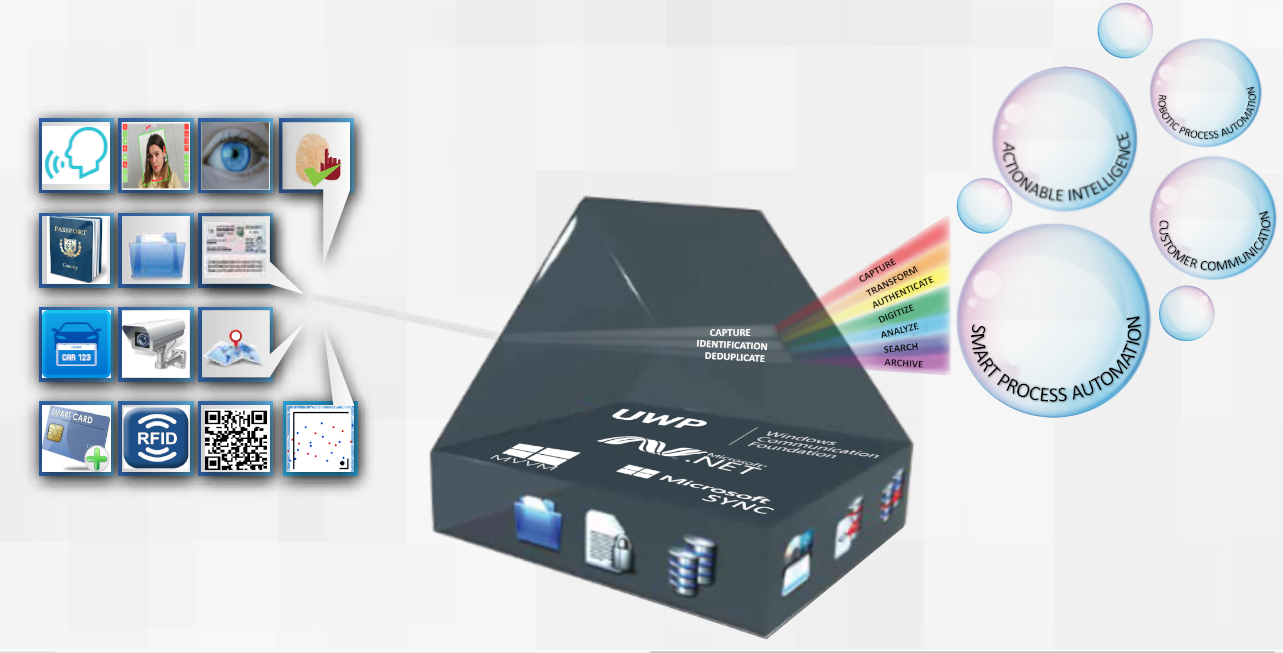 PASSPORT
CAR 123
SMART CARD
RFID
CAPTURE
IDENTIFICATION
DEDUPLICATE
CAPTURE
TRANSFORM
AUTHENTICATE
DIGITIZE
ANALYZE
SEARCH
ARCHIVE
UWP
Windows
Communication
Foundation
Microsoft
.NET
MVVM
Microsoft
SYNC
ROBOTIC PROCESS AUTOMATION
ACTIONABLE INTELLIGENCE
CUSTOMER COMMUNICATION
SMART PROCESS AUTOMATION